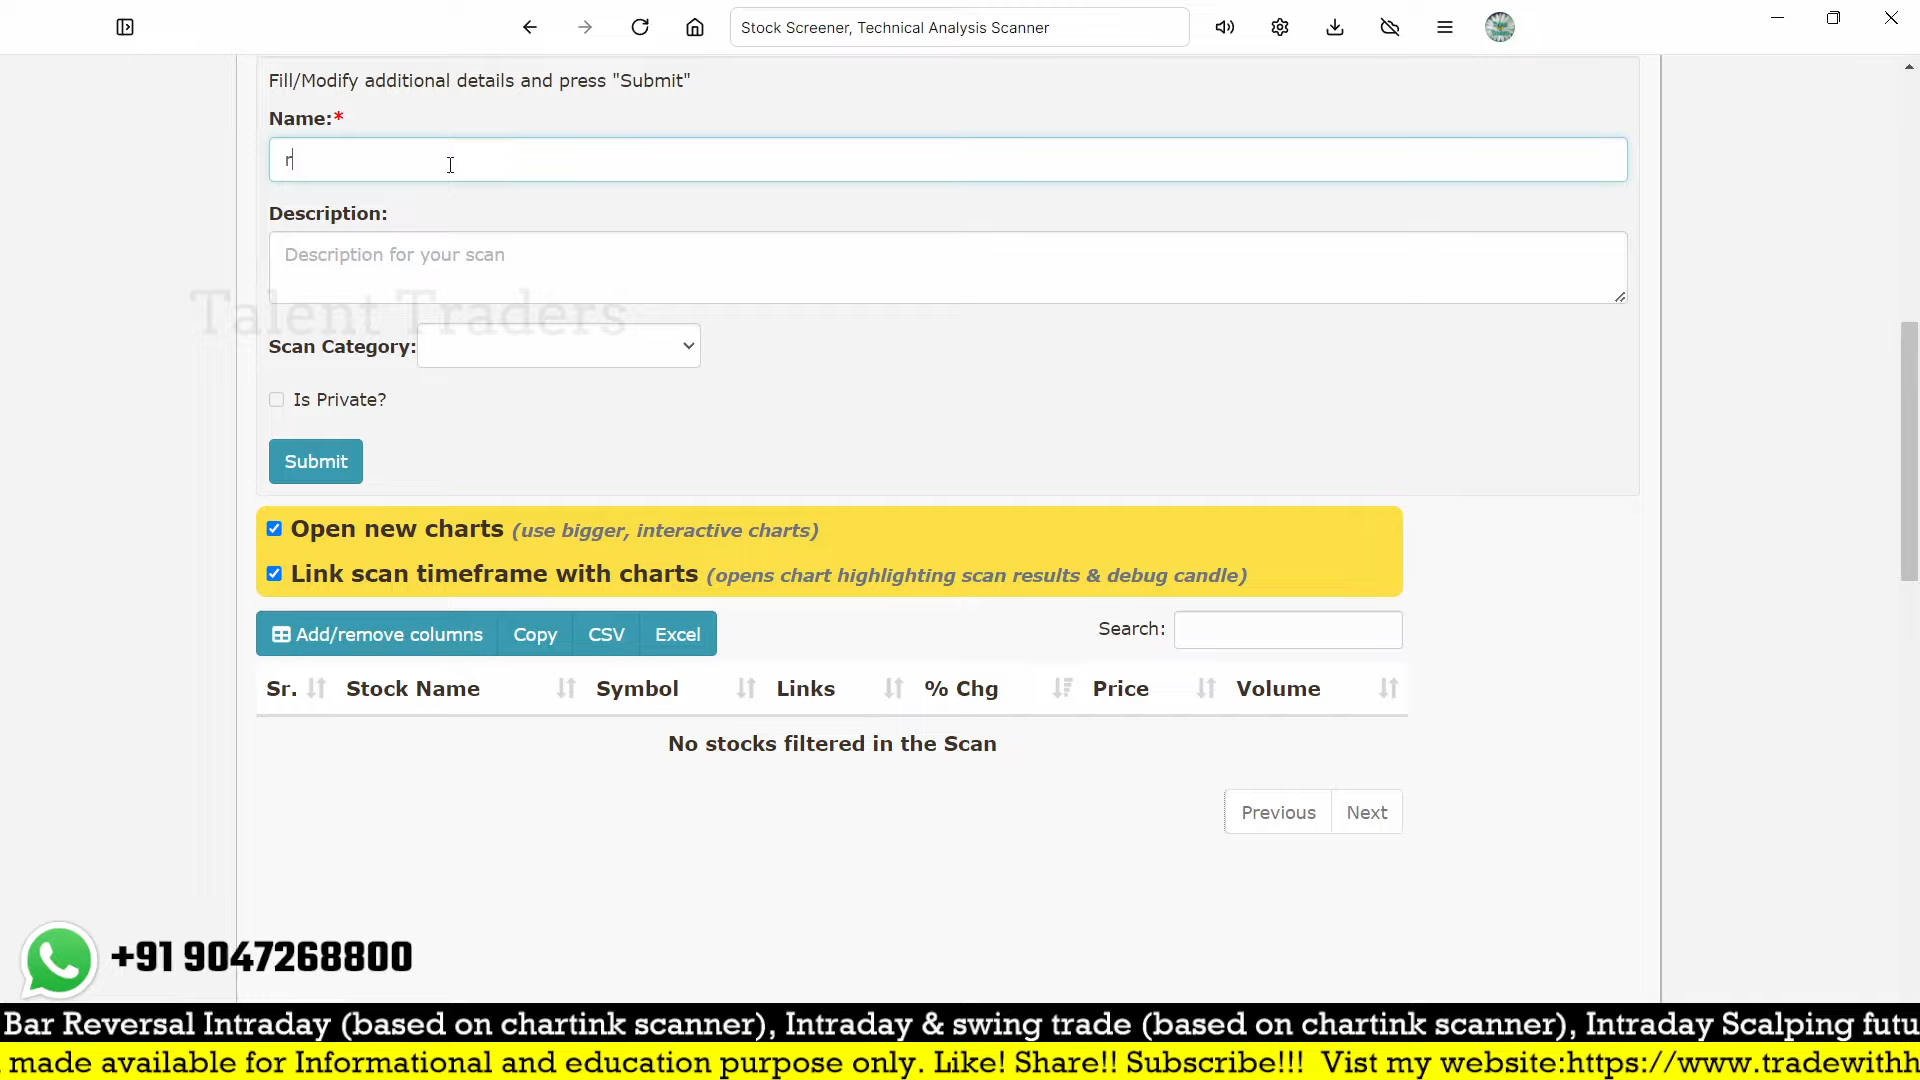 Stock Screener, Technical Analysis Scanner
Fill/Modify additional details and press "Submit"
Name:*
r
Description:
Description for your scan
Talent Traders
Scan Category:
Is Private?
Submit
Open new charts (use bigger, interactive charts)
Link scan timeframe with charts (opens chart highlighting scan results & debug candle)
Add/remove columns Copy CSV Excel Search:
Sr. Stock Name Symbol Links % Chg Price Volume
No stocks filtered in the Scan
Previous Next
+91 9047268800
Bar Reversal Intraday (based on chartink scanner), Intraday & swing trade (based on chartink scanner), Intraday Scalping futu
made available for Informational and education purpose only. Like! Share!! Subscribe!!! Vist my website:https://www.tradewithh